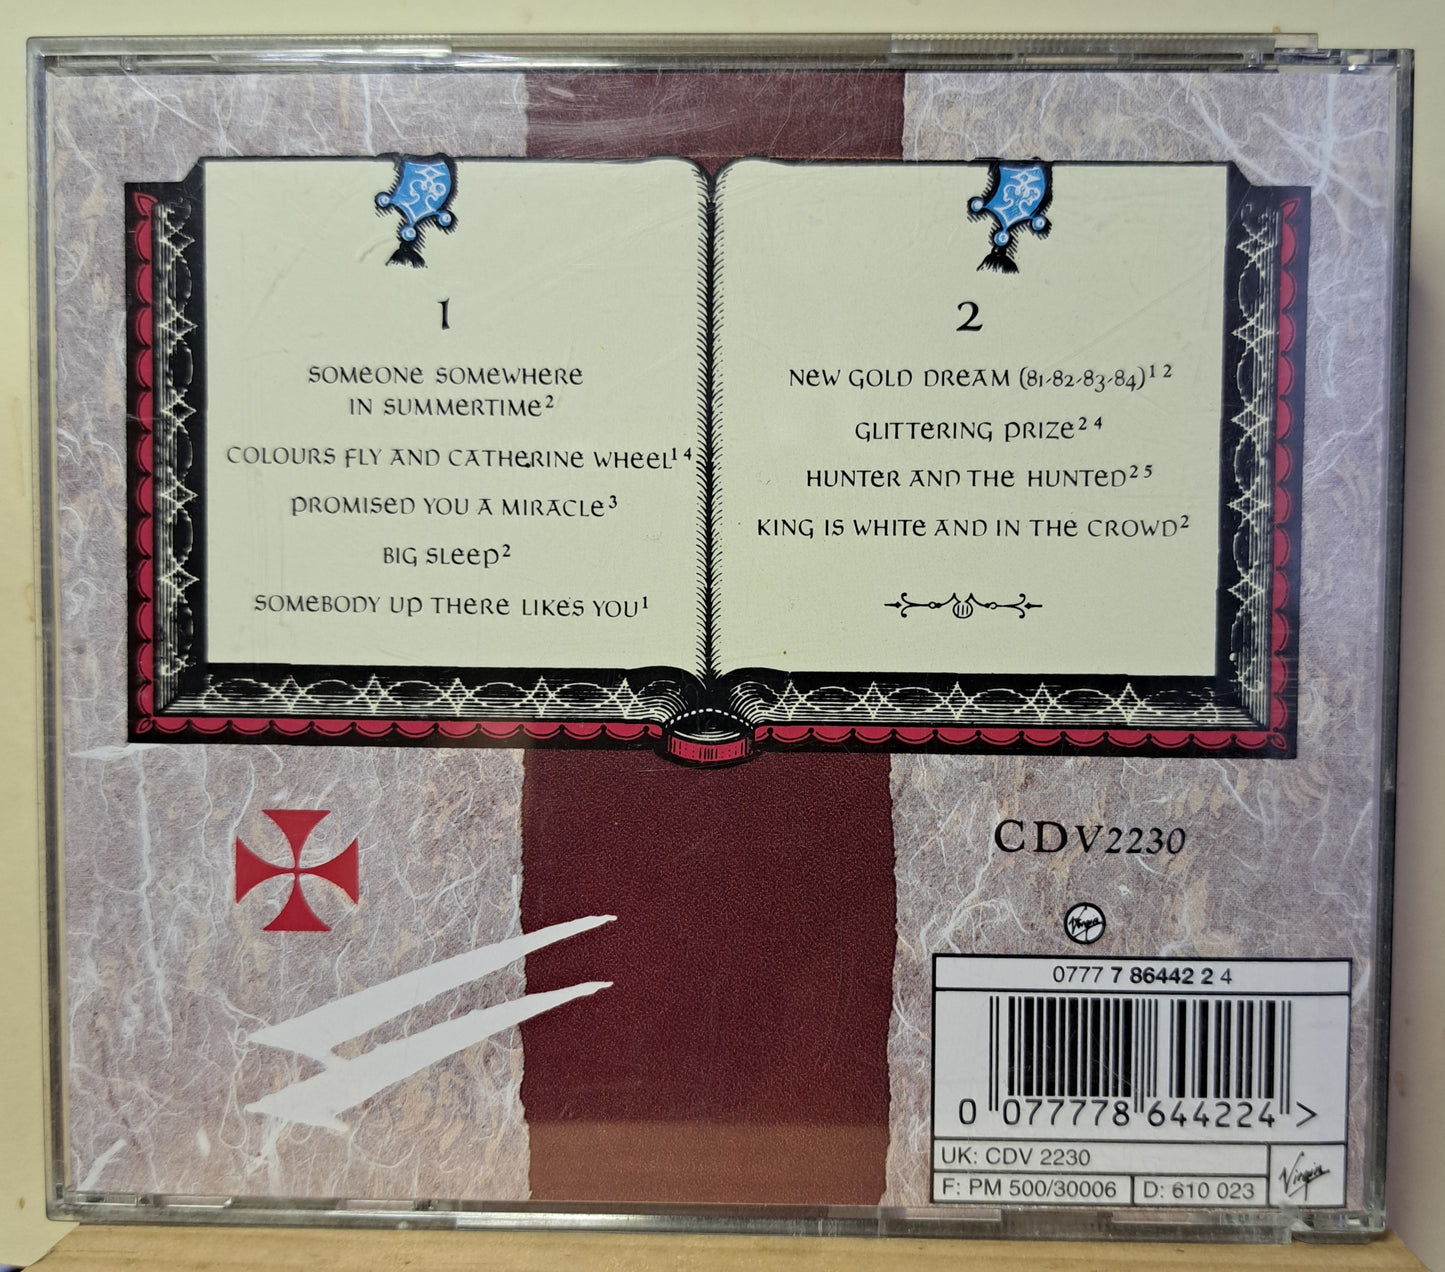 1
SOMEONE SOMEWHERE
IN SUMMERTIME²
COLOURS FLY AND CATHERINE WHEEL¹ ⁴
PROMISED YOU A MIRACLE³
BIG SLEEP²
SOMEBODY UP THERE LIKES YOU¹
2
NEW GOLD DREAM (81-82-83-84)¹ ²
GLITTERING PRIZE² ⁴
HUNTER AND THE HUNTED² ⁵
KING IS WHITE AND IN THE CROWD²
CDV2230
Virgin
0777 7 86442 2 4
0 077778 644224 >
UK: CDV 2230
F: PM 500/30006
D: 610 023
Virgin